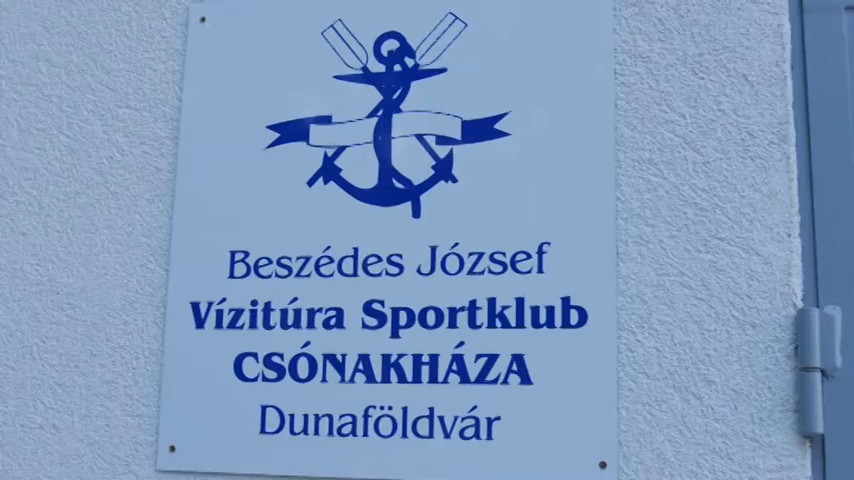 Beszédes József
Vízitúra Sportklub
CSÓNAKHÁZA
Dunaföldvár